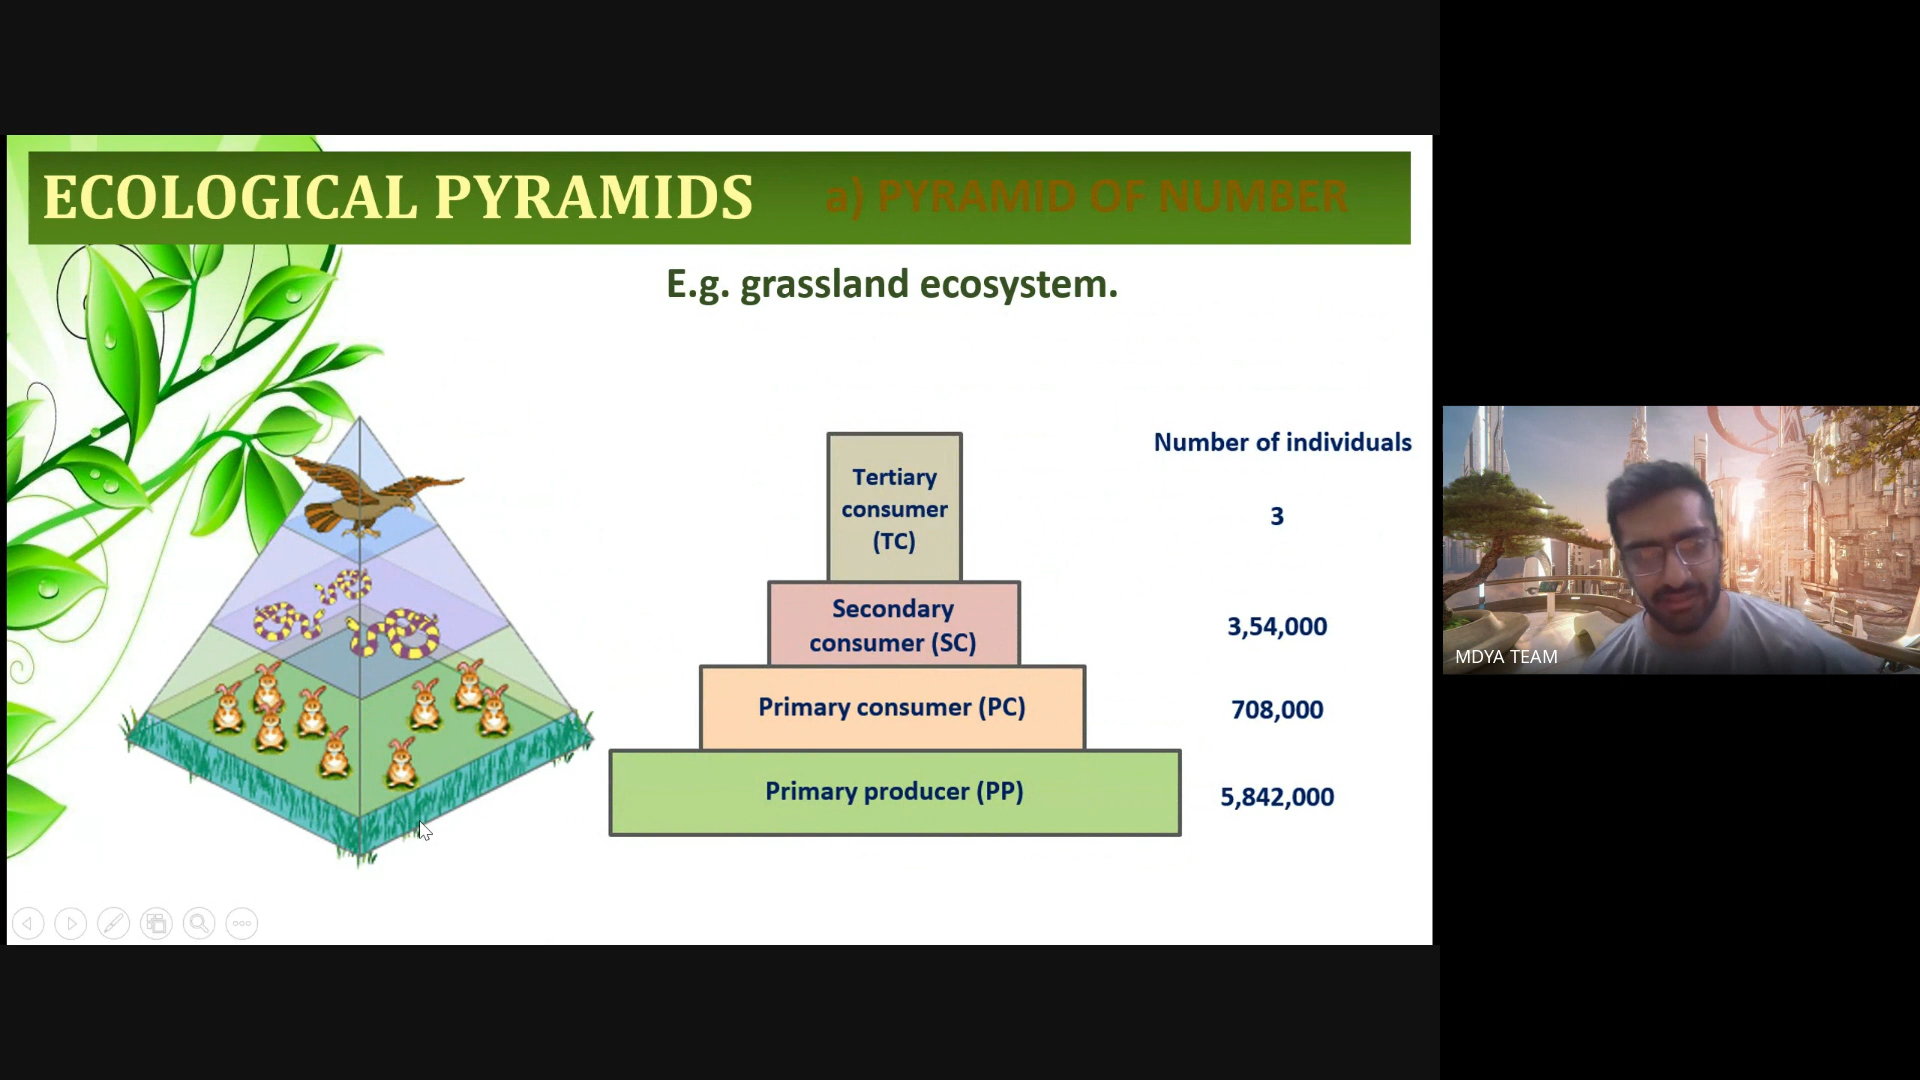 ECOLOGICAL PYRAMIDS a) PYRAMID OF NUMBER
E.g. grassland ecosystem.
Number of individuals
Tertiary
consumer
(TC)
3
Secondary
consumer (SC)
3,54,000
Primary consumer (PC)
708,000
Primary producer (PP)
5,842,000
MDYA TEAM